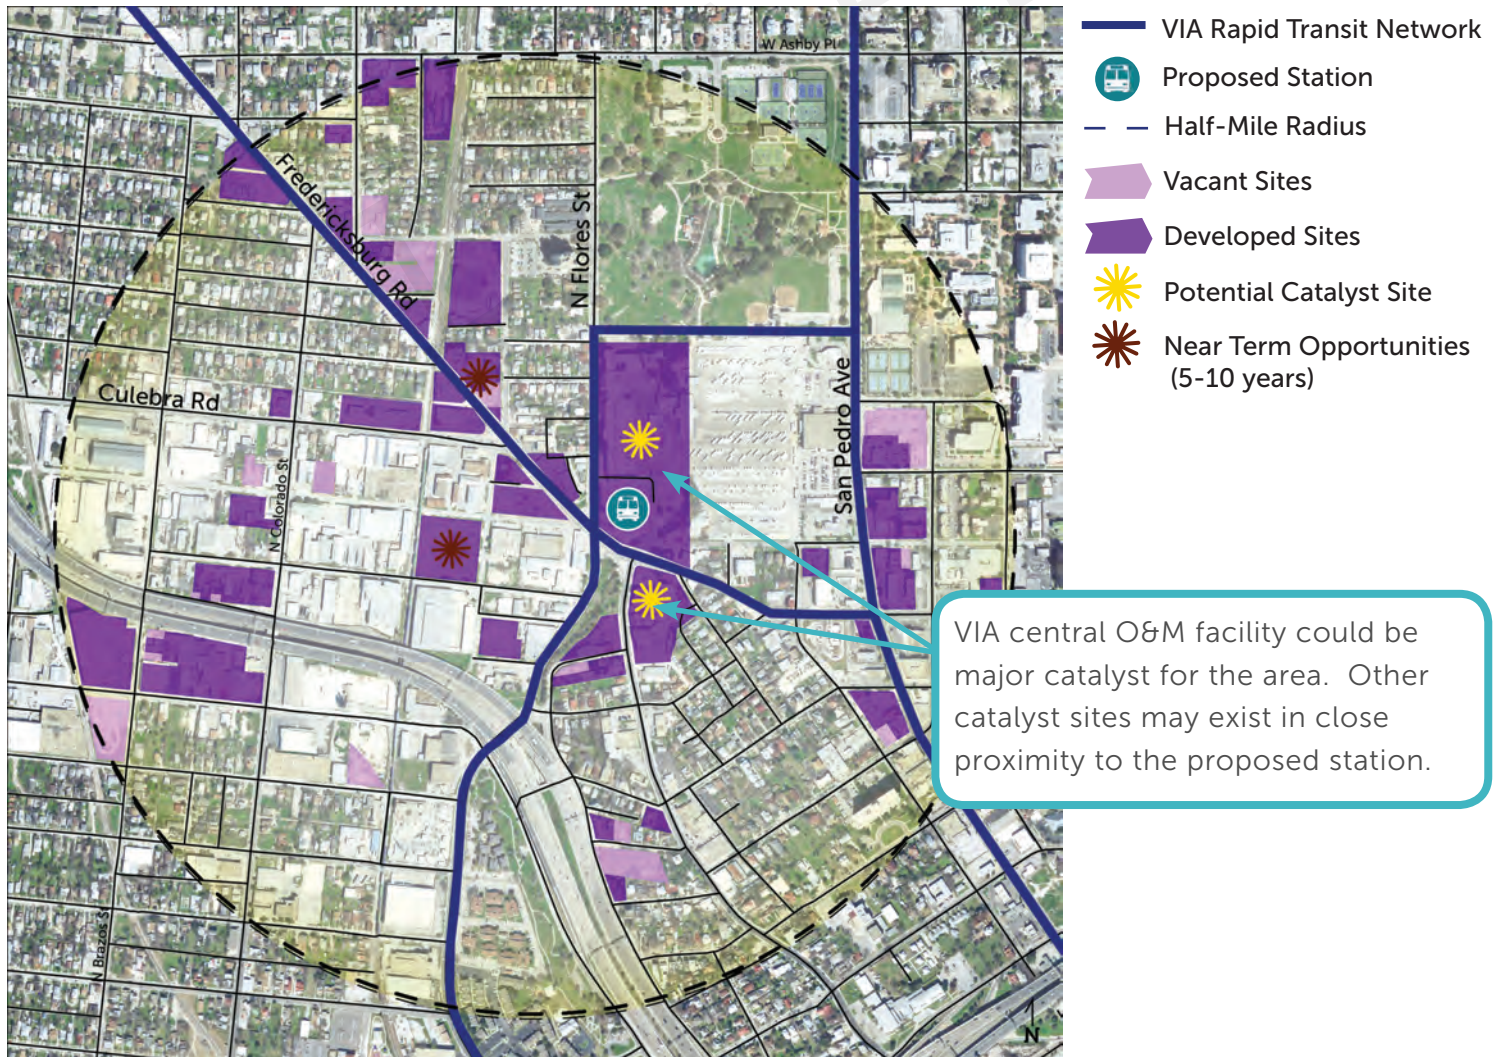 W Ashby Pl
Fredericksburg Rd
N Flores St
Culebra Rd
San Pedro Ave
N Colorado St
N Brazos St
N
VIA Rapid Transit Network
Proposed Station
Half-Mile Radius
Vacant Sites
Developed Sites
Potential Catalyst Site
Near Term Opportunities
(5-10 years)
VIA central O&M facility could be
major catalyst for the area.  Other
catalyst sites may exist in close
proximity to the proposed station.